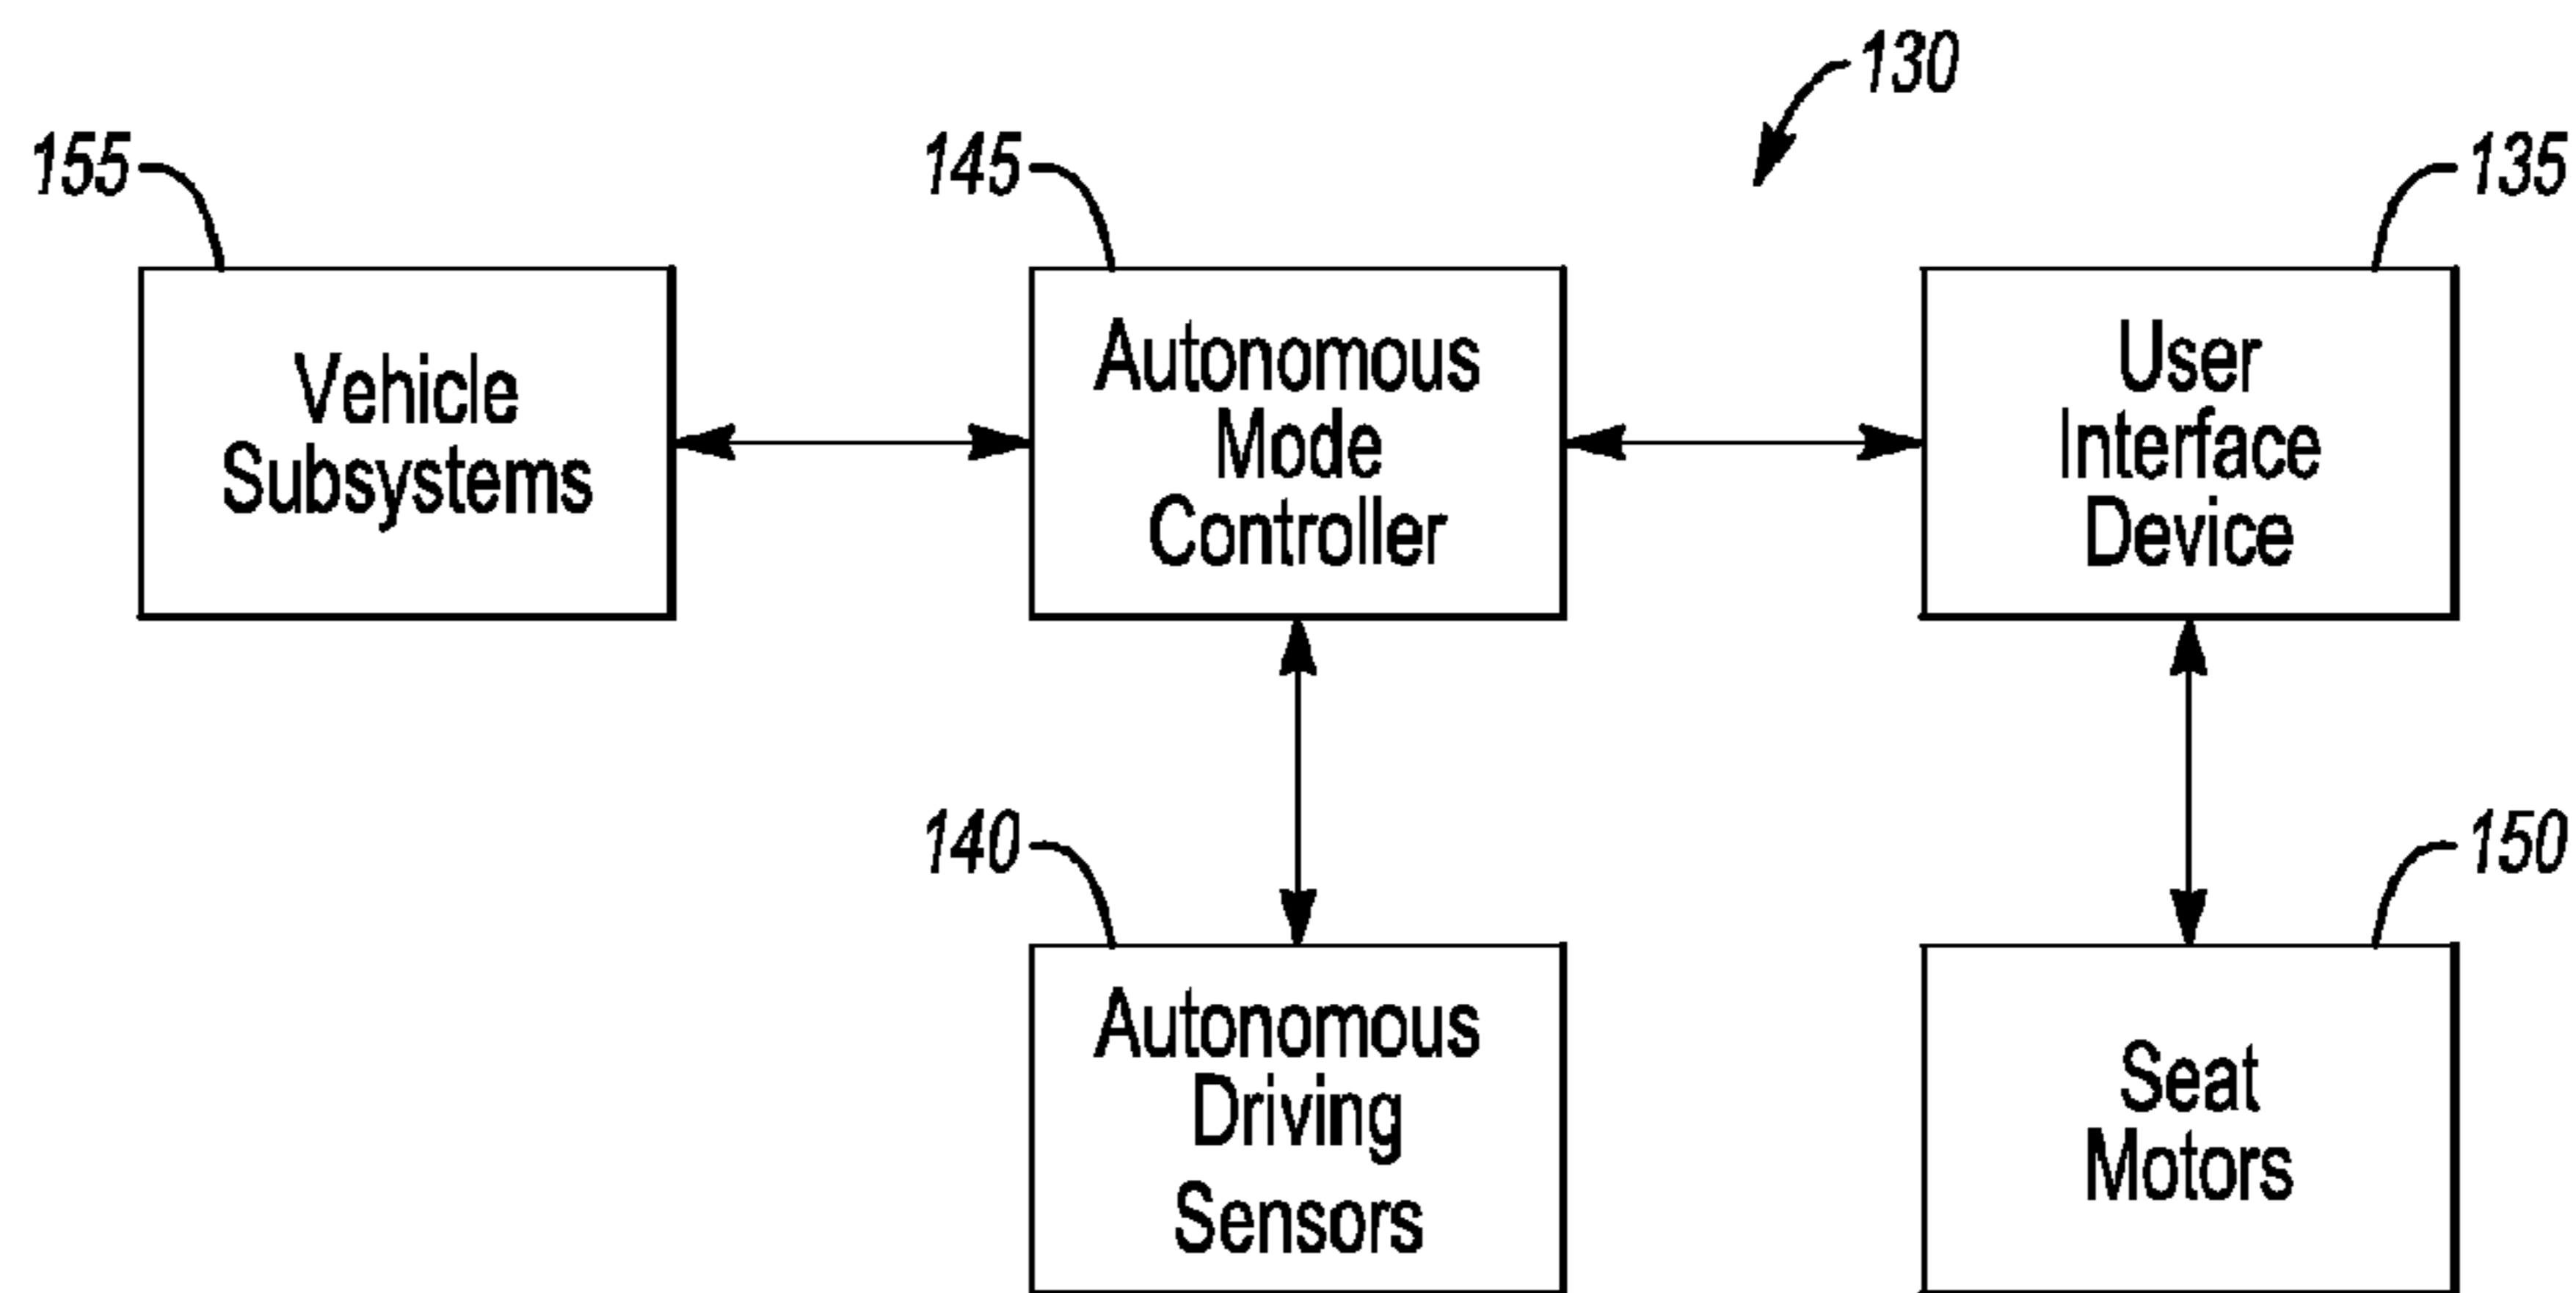 130
155
145
135
Vehicle
Subsystems
Autonomous
Mode
Controller
User
Interface
Device
140
150
Autonomous
Driving
Sensors
Seat
Motors